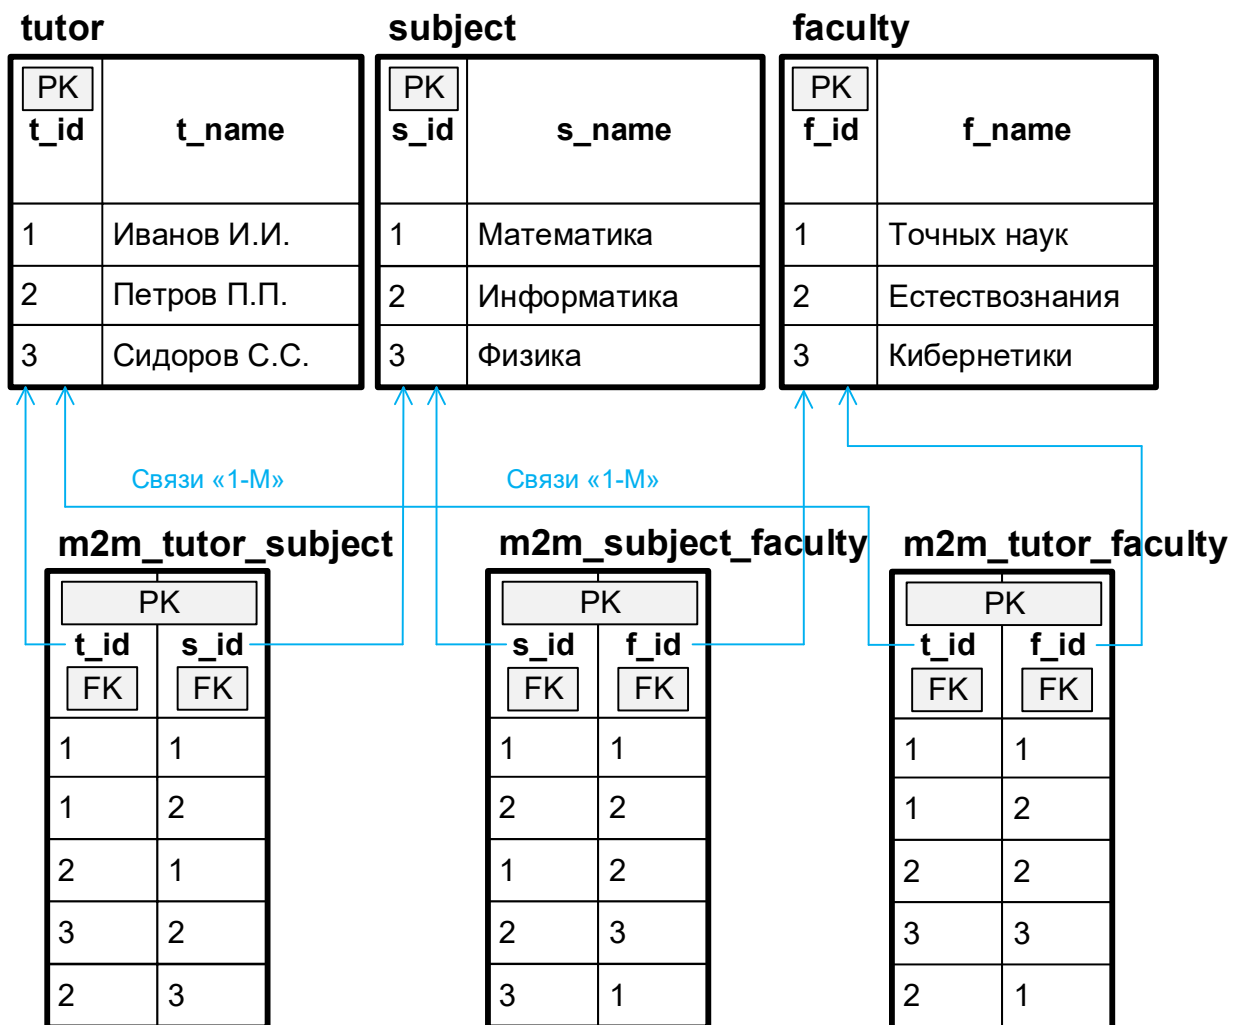 tutor subject faculty
PK PK PK
t_id t_name s_id s_name f_id f_name
1 Иванов И.И. 1 Математика 1 Точных наук
2 Петров П.П. 2 Информатика 2 Естествознания
3 Сидоров С.С. 3 Физика 3 Кибернетики
Связи «1-М» Связи «1-М»
m2m_tutor_subject m2m_subject_faculty m2m_tutor_faculty
PK PK PK
t_id s_id s_id f_id t_id f_id
FK FK FK FK FK FK
1 1 1 1 1 1
1 2 2 2 1 2
2 1 1 2 2 2
3 2 2 3 3 3
2 3 3 1 2 1